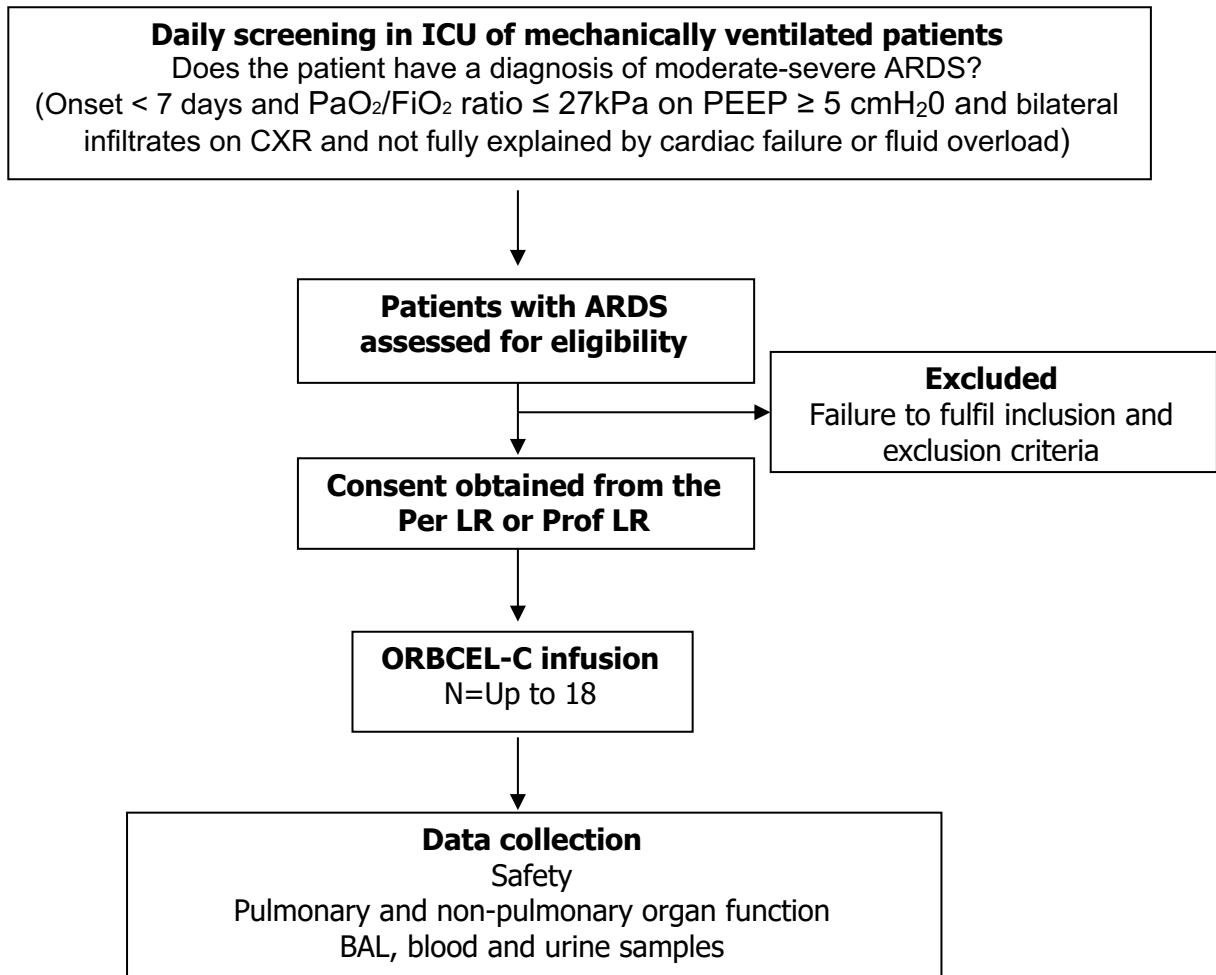 Daily screening in ICU of mechanically ventilated patients
Does the patient have a diagnosis of moderate-severe ARDS?
(Onset < 7 days and PaO₂/FiO₂ ratio ≤ 27kPa on PEEP ≥ 5 cmH₂0 and bilateral
infiltrates on CXR and not fully explained by cardiac failure or fluid overload)
Patients with ARDS
assessed for eligibility
Excluded
Failure to fulfil inclusion and
exclusion criteria
Consent obtained from the
Per LR or Prof LR
ORBCEL-C infusion
N=Up to 18
Data collection
Safety
Pulmonary and non-pulmonary organ function
BAL, blood and urine samples